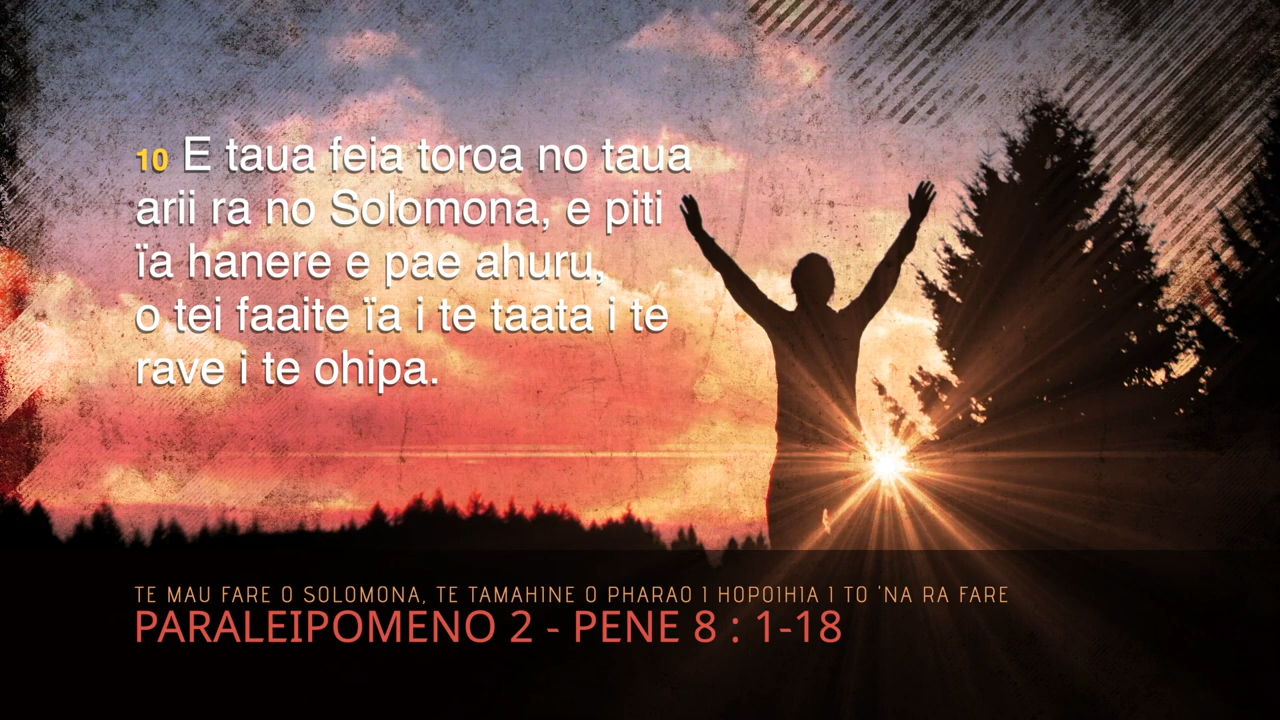 10 E taua feia toroa no taua
arii ra no Solomona, e piti
ïa hanere e pae ahuru,
o tei faaite ïa i te taata i te
rave i te ohipa.
TE MAU FARE O SOLOMONA, TE TAMAHINE O PHARAO I HOPOIHIA I TO 'NA RA FARE
PARALEIPOMENO 2 - PENE 8 : 1-18